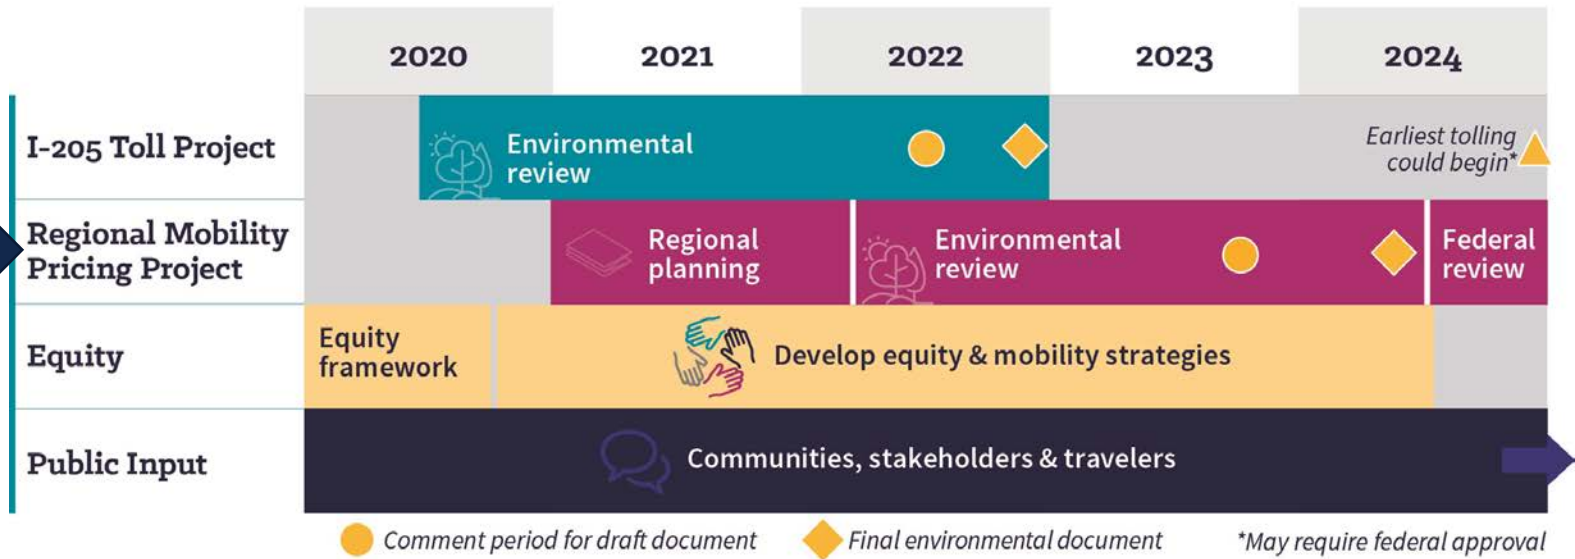 2020
2021
2022
2023
2024
I-205 Toll Project
Environmental
review
Earliest tolling
could begin*
Regional Mobility
Pricing Project
Regional
planning
Environmental
review
Federal
review
Equity
Equity
framework
Develop equity & mobility strategies
Public Input
Communities, stakeholders & travelers
Comment period for draft document
Final environmental document
*May require federal approval